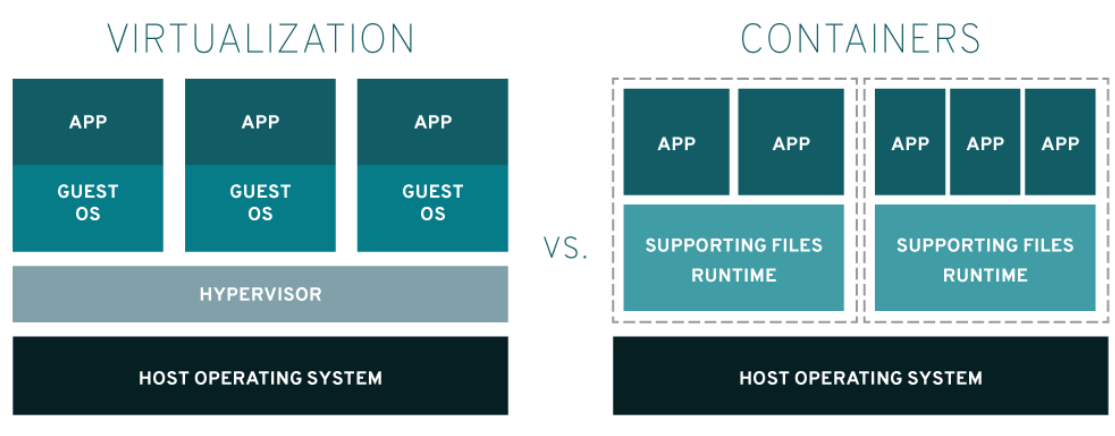 VIRTUALIZATION
APP
APP
APP
GUEST
OS
GUEST
OS
GUEST
OS
HYPERVISOR
HOST OPERATING SYSTEM
VS.
CONTAINERS
APP
APP
SUPPORTING FILES
RUNTIME
APP
APP
APP
SUPPORTING FILES
RUNTIME
HOST OPERATING SYSTEM